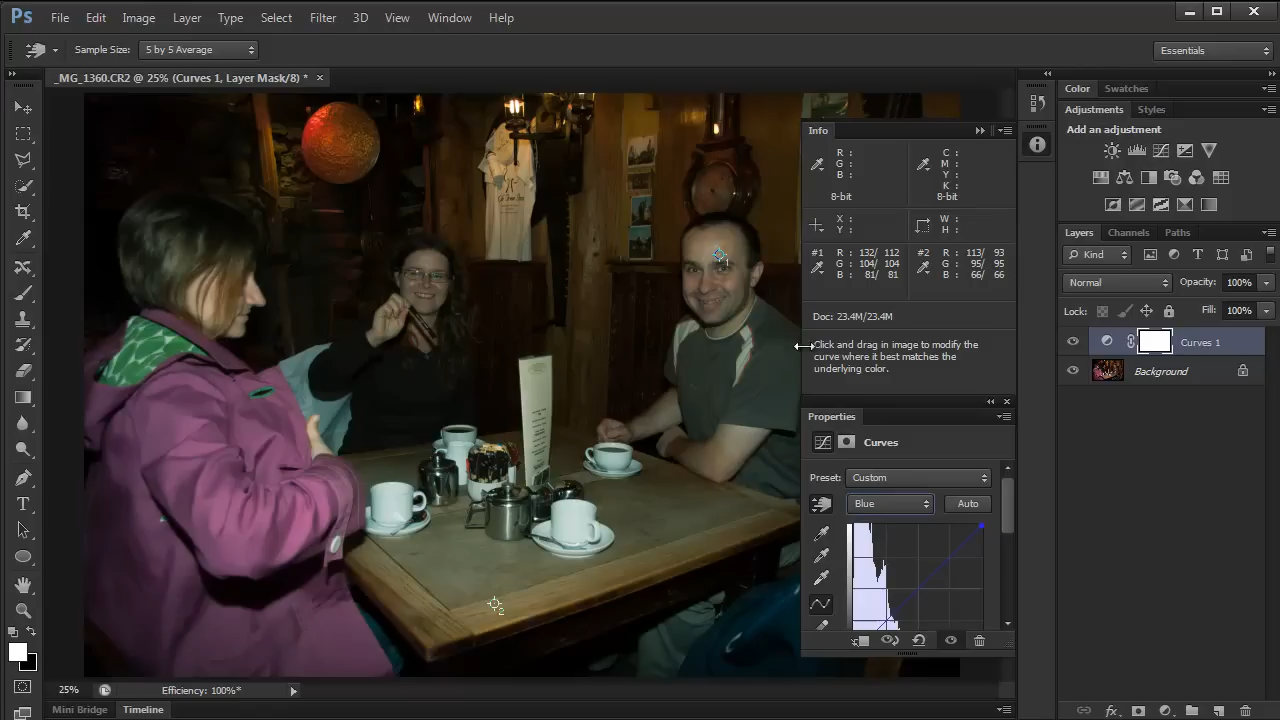 Ps File Edit Image Layer Type Select Filter 3D View Window Help
Sample Size: 5 by 5 Average Essentials
_MG_1360.CR2 @ 25% (Curves 1, Layer Mask/8) *
Color Swatches
Adjustments Styles
Add an adjustment
Info
R :
G :
B :
8-bit
C :
M :
Y :
K :
8-bit
X :
Y :
W :
H :
#1 R : 132/ 112
G : 104/ 104
B : 81/ 81
#2 R : 113/ 93
G : 95/ 95
B : 66/ 66
Doc: 23.4M/23.4M
Click and drag in image to modify the
curve where it best matches the
underlying color.
Properties
Curves
Preset: Custom
Blue Auto
Layers Channels Paths
Kind
Normal Opacity: 100%
Lock: Fill: 100%
Curves 1
Background
1
2
25% Efficiency: 100%*
Mini Bridge Timeline